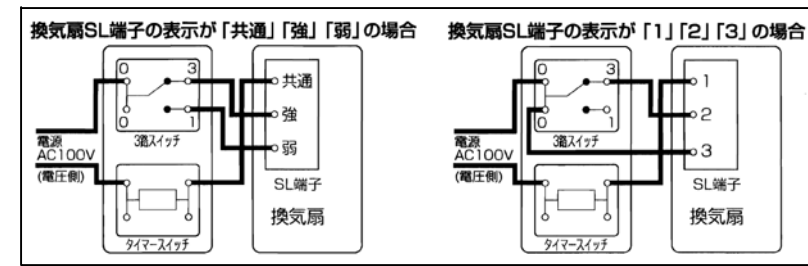 換気扇SL端子の表示が「共通」「強」「弱」の場合
0 3
共通
強
0 1
弱
3路スイッチ
電源
AC100V
(電圧側)
SL端子
換気扇
タイマースイッチ
換気扇SL端子の表示が「1」「2」「3」の場合
0 3
1
2
0 1
3
3路スイッチ
電源
AC100V
(電圧側)
SL端子
換気扇
タイマースイッチ